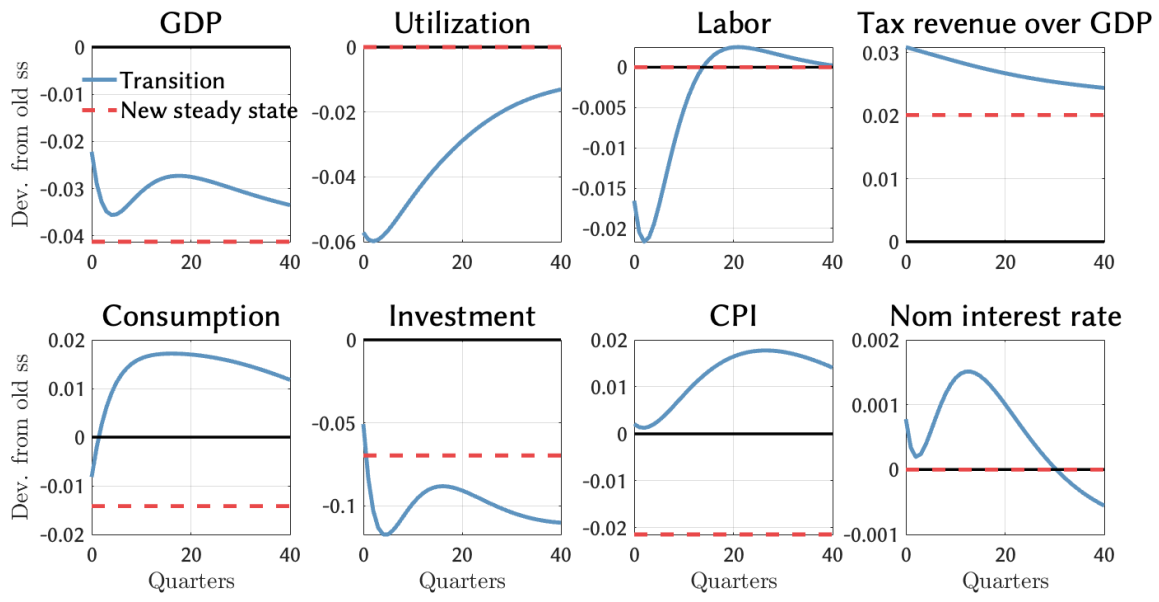 GDP
Utilization
Labor
Tax revenue over GDP
Dev. from old ss
0
-0.01
-0.02
-0.03
-0.04
Transition
New steady state
0 20 40
0
-0.02
-0.04
-0.06
0 20 40
0
-0.005
-0.01
-0.015
-0.02
0 20 40
0.03
0.02
0.01
0
0 20 40
Consumption
Investment
CPI
Nom interest rate
Dev. from old ss
0.02
0.01
0
-0.01
-0.02
0 20 40
Quarters
0
-0.05
-0.1
0 20 40
Quarters
0.02
0.01
0
-0.01
-0.02
0 20 40
Quarters
0.002
0.001
0
-0.001
0 20 40
Quarters